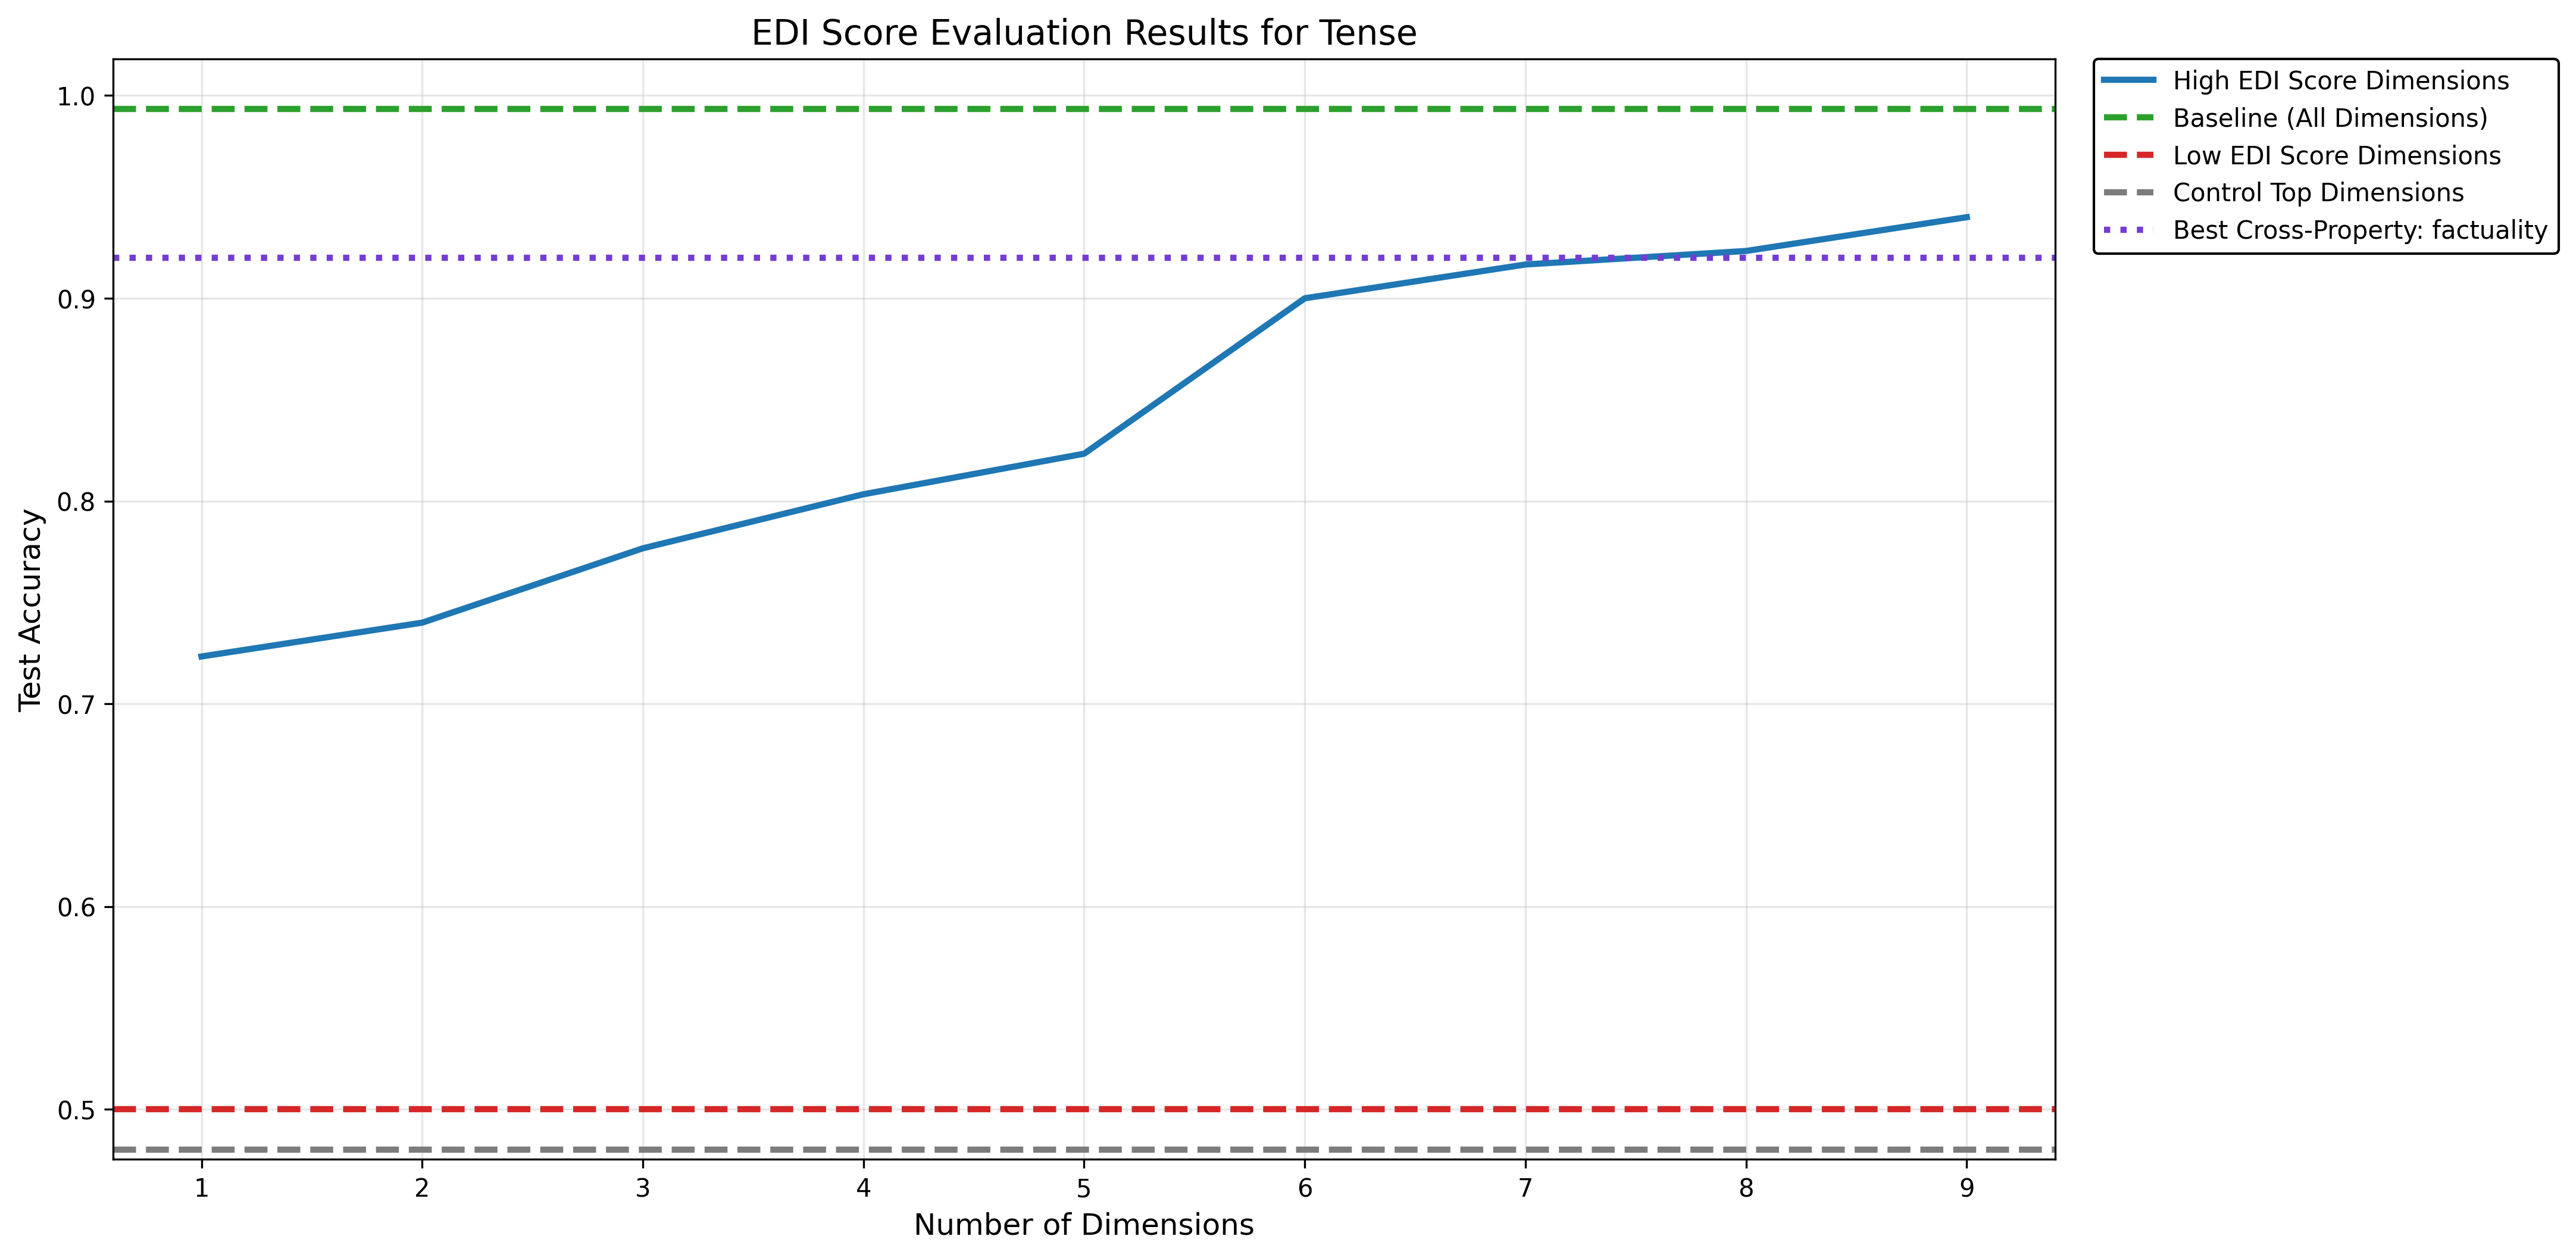 EDI Score Evaluation Results for Tense
High EDI Score Dimensions
Baseline (All Dimensions)
Low EDI Score Dimensions
Control Top Dimensions
Best Cross-Property: factuality
Test Accuracy
1.0
0.9
0.8
0.7
0.6
0.5
1 2 3 4 5 6 7 8 9
Number of Dimensions